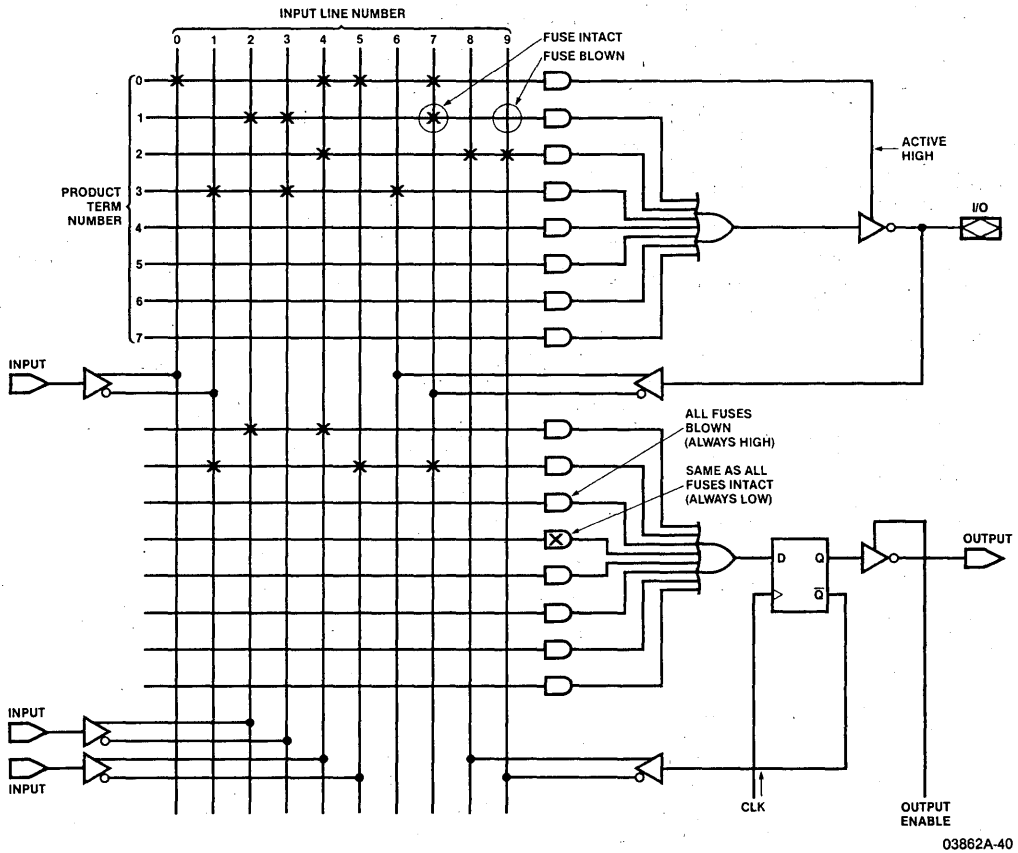 INPUT LINE NUMBER
0 1 2 3 4 5 6 7 8 9
FUSE INTACT
FUSE BLOWN
0
1
2
3
4
5
6
7
PRODUCT
TERM
NUMBER
ACTIVE
HIGH
I/O
INPUT
ALL FUSES
BLOWN
(ALWAYS HIGH)
SAME AS ALL
FUSES INTACT
(ALWAYS LOW)
D Q
Q̅
OUTPUT
INPUT
INPUT
CLK
OUTPUT
ENABLE
03862A-40